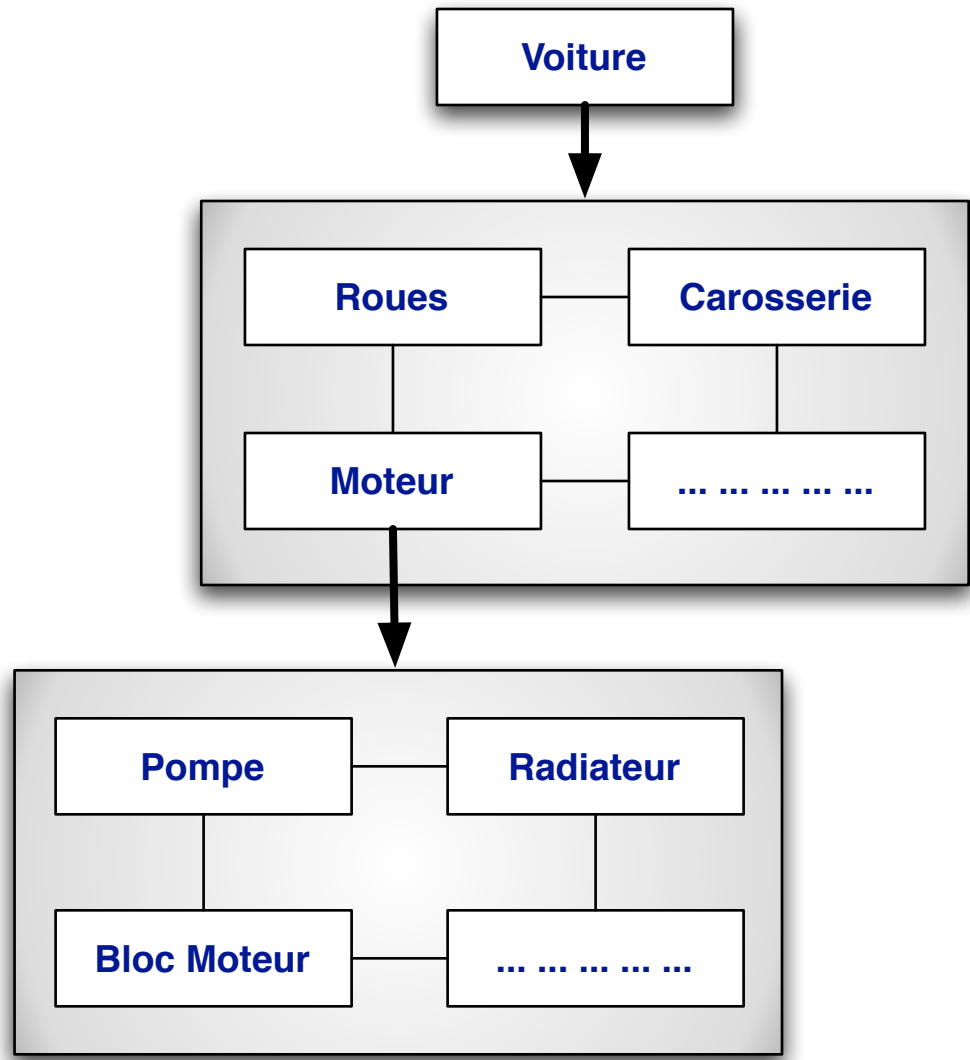 Voiture
Roues
Carosserie
Moteur
... ... ... ... ...
Pompe
Radiateur
Bloc Moteur
... ... ... ... ...